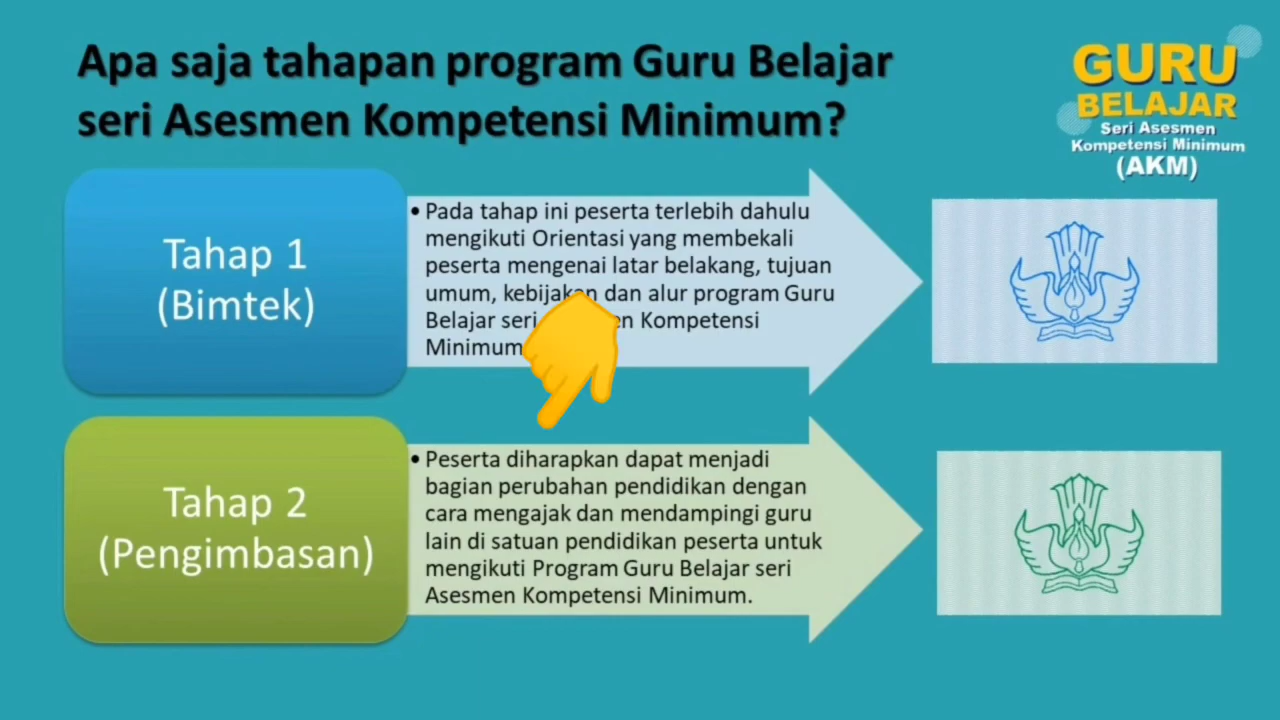 Apa saja tahapan program Guru Belajar
seri Asesmen Kompetensi Minimum?
GURU
BELAJAR
Seri Asesmen
Kompetensi Minimum
(AKM)
Tahap 1
(Bimtek)
• Pada tahap ini peserta terlebih dahulu
mengikuti Orientasi yang membekali
peserta mengenai latar belakang, tujuan
umum, kebijakan dan alur program Guru
Belajar seri Kompetensi
Minimum
Tahap 2
(Pengimbasan)
• Peserta diharapkan dapat menjadi
bagian perubahan pendidikan dengan
cara mengajak dan mendampingi guru
lain di satuan pendidikan peserta untuk
mengikuti Program Guru Belajar seri
Asesmen Kompetensi Minimum.